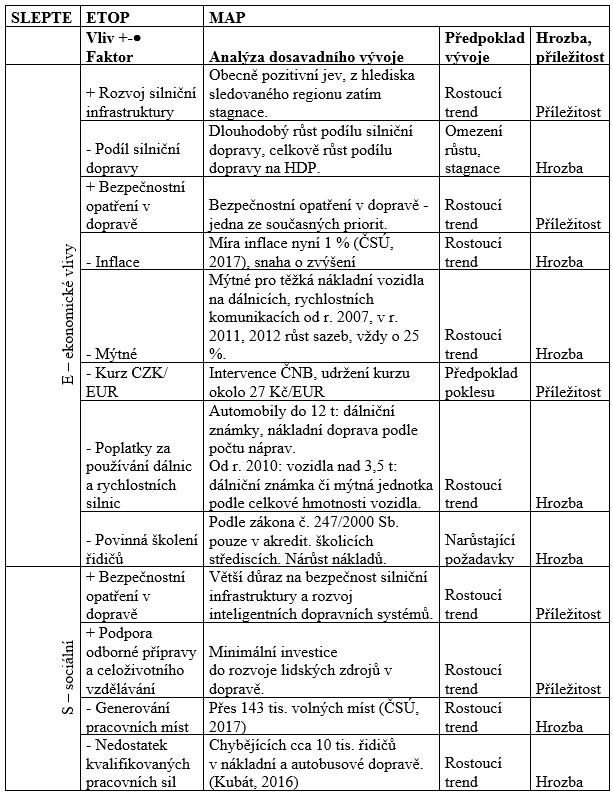 SLEPTE ETOP MAP
Vliv +-●
Faktor
Analýza dosavadního vývoje
Předpoklad
vývoje
Hrozba,
příležitost
E – ekonomické vlivy
+ Rozvoj silniční
infrastruktury
Obecně pozitivní jev, z hlediska
sledovaného regionu zatím
stagnace.
Rostoucí
trend
Příležitost
- Podíl silniční
dopravy
Dlouhodobý růst podílu silniční
dopravy, celkově růst podílu
dopravy na HDP.
Omezení
růstu,
stagnace
Hrozba
+ Bezpečnostní
opatření v
dopravě
Bezpečnostní opatření v dopravě -
jedna ze současných priorit.
Rostoucí
trend
Příležitost
- Inflace
Míra inflace nyní 1 % (ČSÚ,
2017), snaha o zvýšení
Rostoucí
trend
Hrozba
- Mýtné
Mýtné pro těžká nákladní vozidla
na dálnicích, rychlostních
komunikacích od r. 2007, v r.
2011, 2012 růst sazeb, vždy o 25
%.
Rostoucí
trend
Hrozba
- Kurz CZK/
EUR
Intervence ČNB, udržení kurzu
okolo 27 Kč/EUR
Předpoklad
poklesu
Příležitost
- Poplatky za
používání dálnic
a rychlostních
silnic
Automobily do 12 t: dálniční
známky, nákladní doprava podle
počtu náprav.
Od r. 2010: vozidla nad 3,5 t:
dálniční známka či mýtná jednotka
podle celkové hmotnosti vozidla.
Rostoucí
trend
Hrozba
- Povinná školení
řidičů
Podle zákona č. 247/2000 Sb.
pouze v akredit. školicích
střediscích. Nárůst nákladů.
Narůstající
požadavky
Hrozba
S – sociální
+ Bezpečnostní
opatření v
dopravě
Větší důraz na bezpečnost silniční
infrastruktury a rozvoj
inteligentních dopravních systémů.
Rostoucí
trend
Příležitost
+ Podpora
odborné přípravy
a celoživotního
vzdělávání
Minimální investice
do rozvoje lidských zdrojů v
dopravě.
Rostoucí
trend
Příležitost
- Generování
pracovních míst
Přes 143 tis. volných míst (ČSÚ,
2017)
Rostoucí
trend
Hrozba
- Nedostatek
kvalifikovaných
pracovních sil
Chybějících cca 10 tis. řidičů
v nákladní a autobusové dopravě.
(Kubát, 2016)
Rostoucí
trend
Hrozba